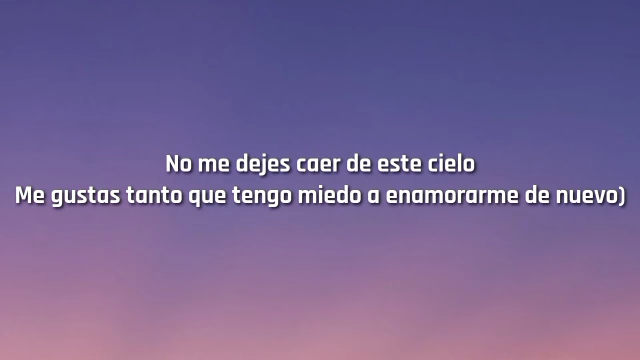 No me dejes caer de este cielo
Me gustas tanto que tengo miedo a enamorarme de nuevo)